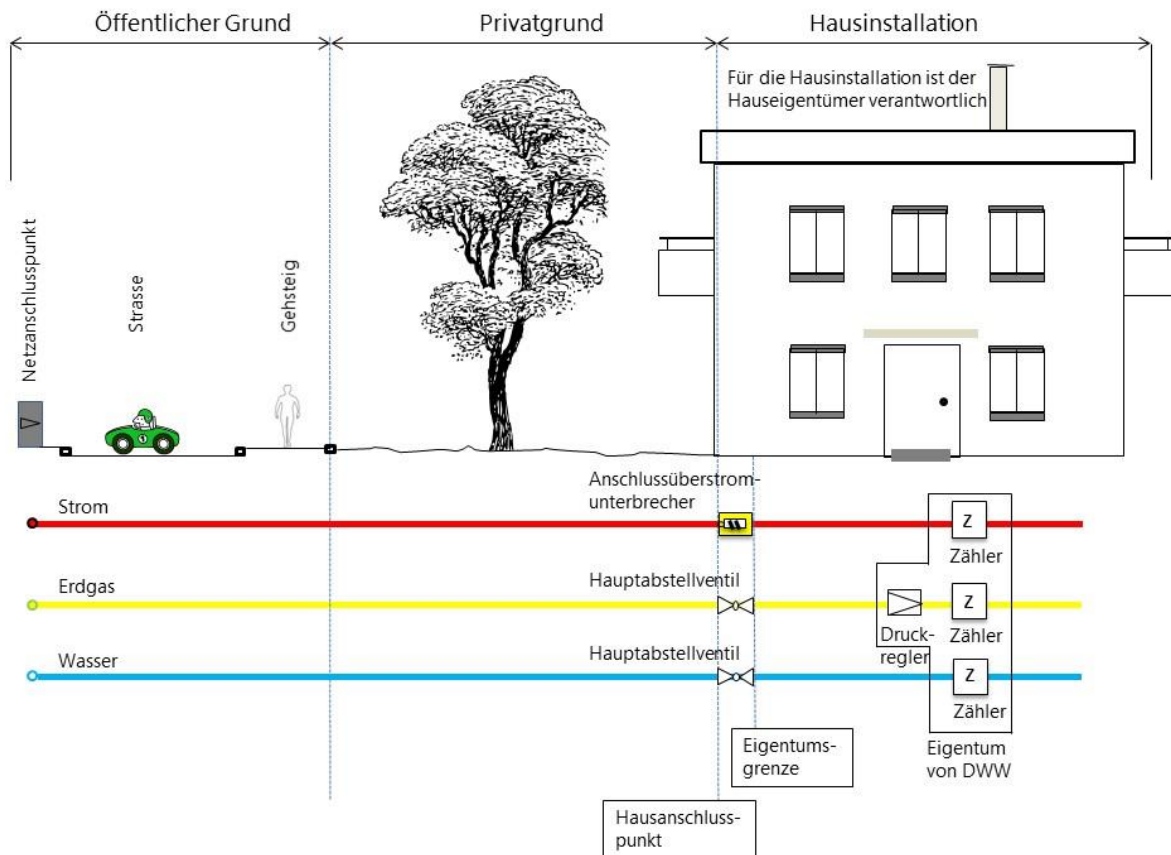 Öffentlicher Grund
Privatgrund
Hausinstallation
Für die Hausinstallation ist der
Hauseigentümer verantwortlich
Netzanschlusspunkt
Strasse
Gehsteig
1
Anschlussüberstrom-
unterbrecher
Strom
Z
Zähler
Erdgas
Hauptabstellventil
Z
Druck-
regler
Zähler
Wasser
Hauptabstellventil
Z
Zähler
Eigentums-
grenze
Eigentum
von DWW
Hausanschluss-
punkt